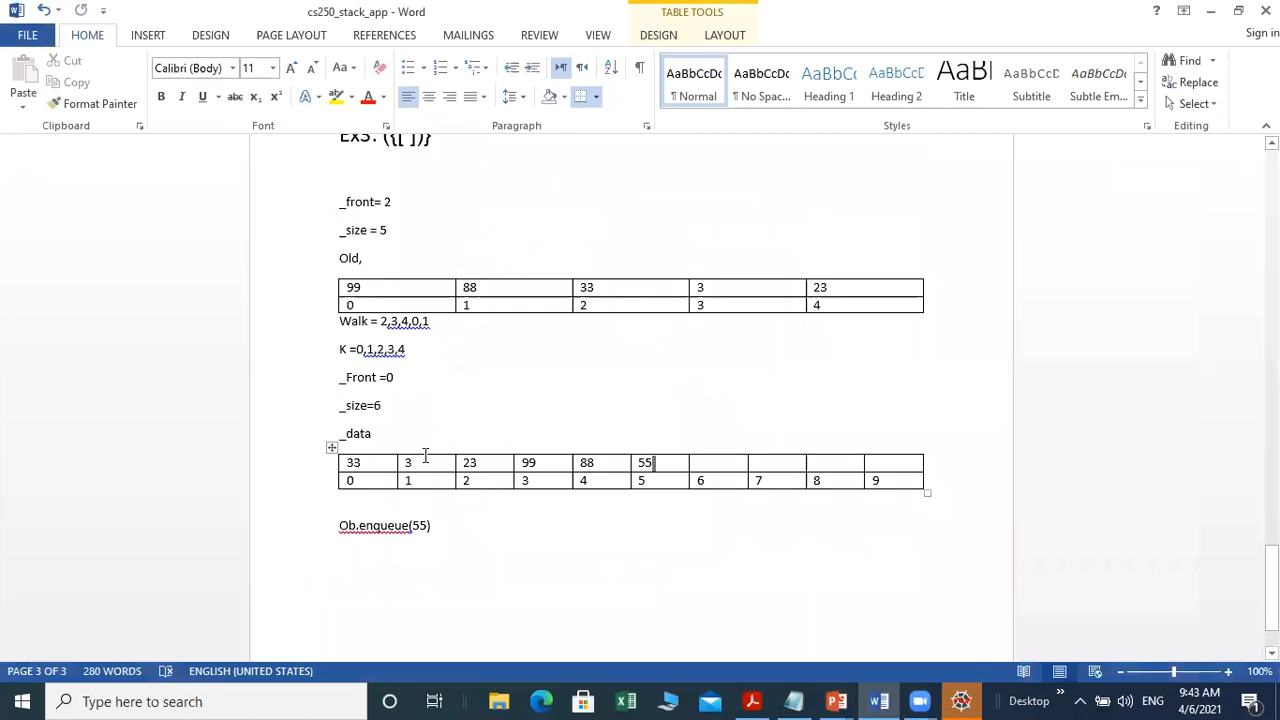 cs250_stack_app - Word
TABLE TOOLS
?
Sign in
FILE HOME INSERT DESIGN PAGE LAYOUT REFERENCES MAILINGS REVIEW VIEW DESIGN LAYOUT
Paste
Cut
Copy
Format Painter
Clipboard
Calibri (Body) 11
Font
Paragraph
AaBbCcDc AaBbCcDc AaBbCc AaBbCcD AaBl AaBbCcD AaBbCcDc
¶ Normal ¶ No Spac... Heading 1 Heading 2 Title Subtitle Subtle Em...
Styles
Find
Replace
Select
Editing
Ex3: ({[ ])}
_front= 2
_size = 5
Old,
99 88 33 3 23
0 1 2 3 4
Walk = 2,3,4,0,1
K =0,1,2,3,4
_Front =0
_size=6
_data
33 3 23 99 88 55
0 1 2 3 4 5 6 7 8 9
Ob.enqueue(55)
PAGE 3 OF 3 280 WORDS ENGLISH (UNITED STATES) 100%
Type here to search
Desktop
ENG
9:43 AM
4/6/2021